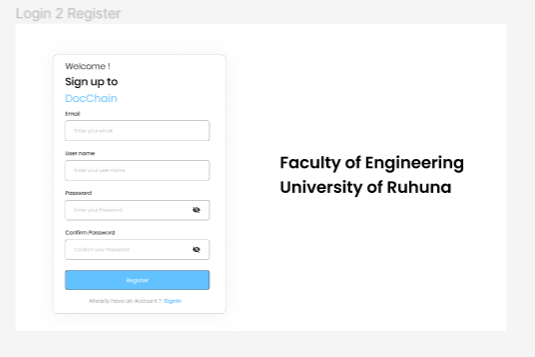 Login 2 Register
Welcome !
Sign up to
DocChain
Email
Enter your email
User name
Enter your user name
Password
Enter your Password
Confirm Password
Confirm your Password
Register
Already have an Account ? Signin
Faculty of Engineering
University of Ruhuna